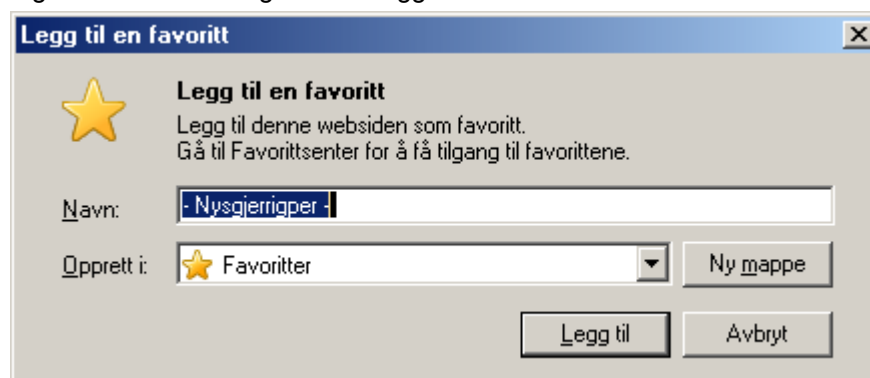 Legg til en favoritt
Legg til en favoritt
Legg til denne websiden som favoritt.
Gå til Favorittsenter for å få tilgang til favorittene.
Navn: - Nysgjerrigper -
Opprett i: Favoritter Ny mappe
Legg til Avbryt